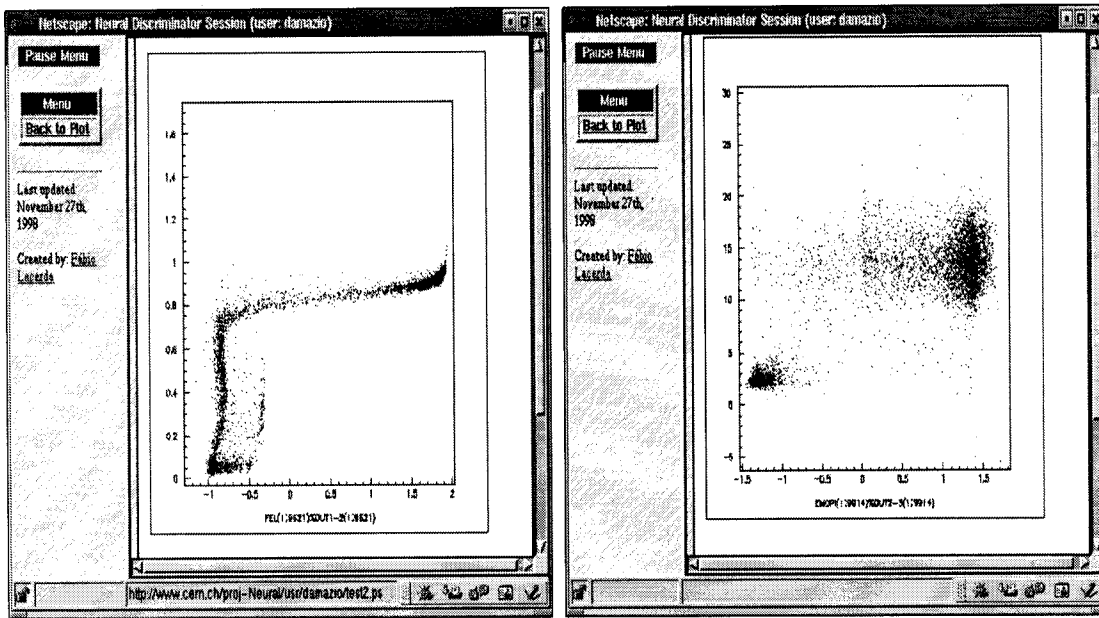 Netscape: Neural Discriminator Session (user: damazio)
Pause Menu
Menu
Back to Plot
Last updated
November 27th,
1998
Created by: Fábio
Lacerda
1.6
1.4
1.2
1
0.8
0.6
0.4
0.2
0
-1
-0.5
0
0.5
1
1.5
2
http://www.cern.ch/proj-Neural/usr/damazio/test2.ps
Netscape: Neural Discriminator Session (user: damazio)
Pause Menu
Menu
Back to Plot
Last updated
November 27th,
1998
Created by: Fábio
Lacerda
30
25
20
15
10
5
0
-5
-1.5
-1
-0.5
0
0.5
1
1.5